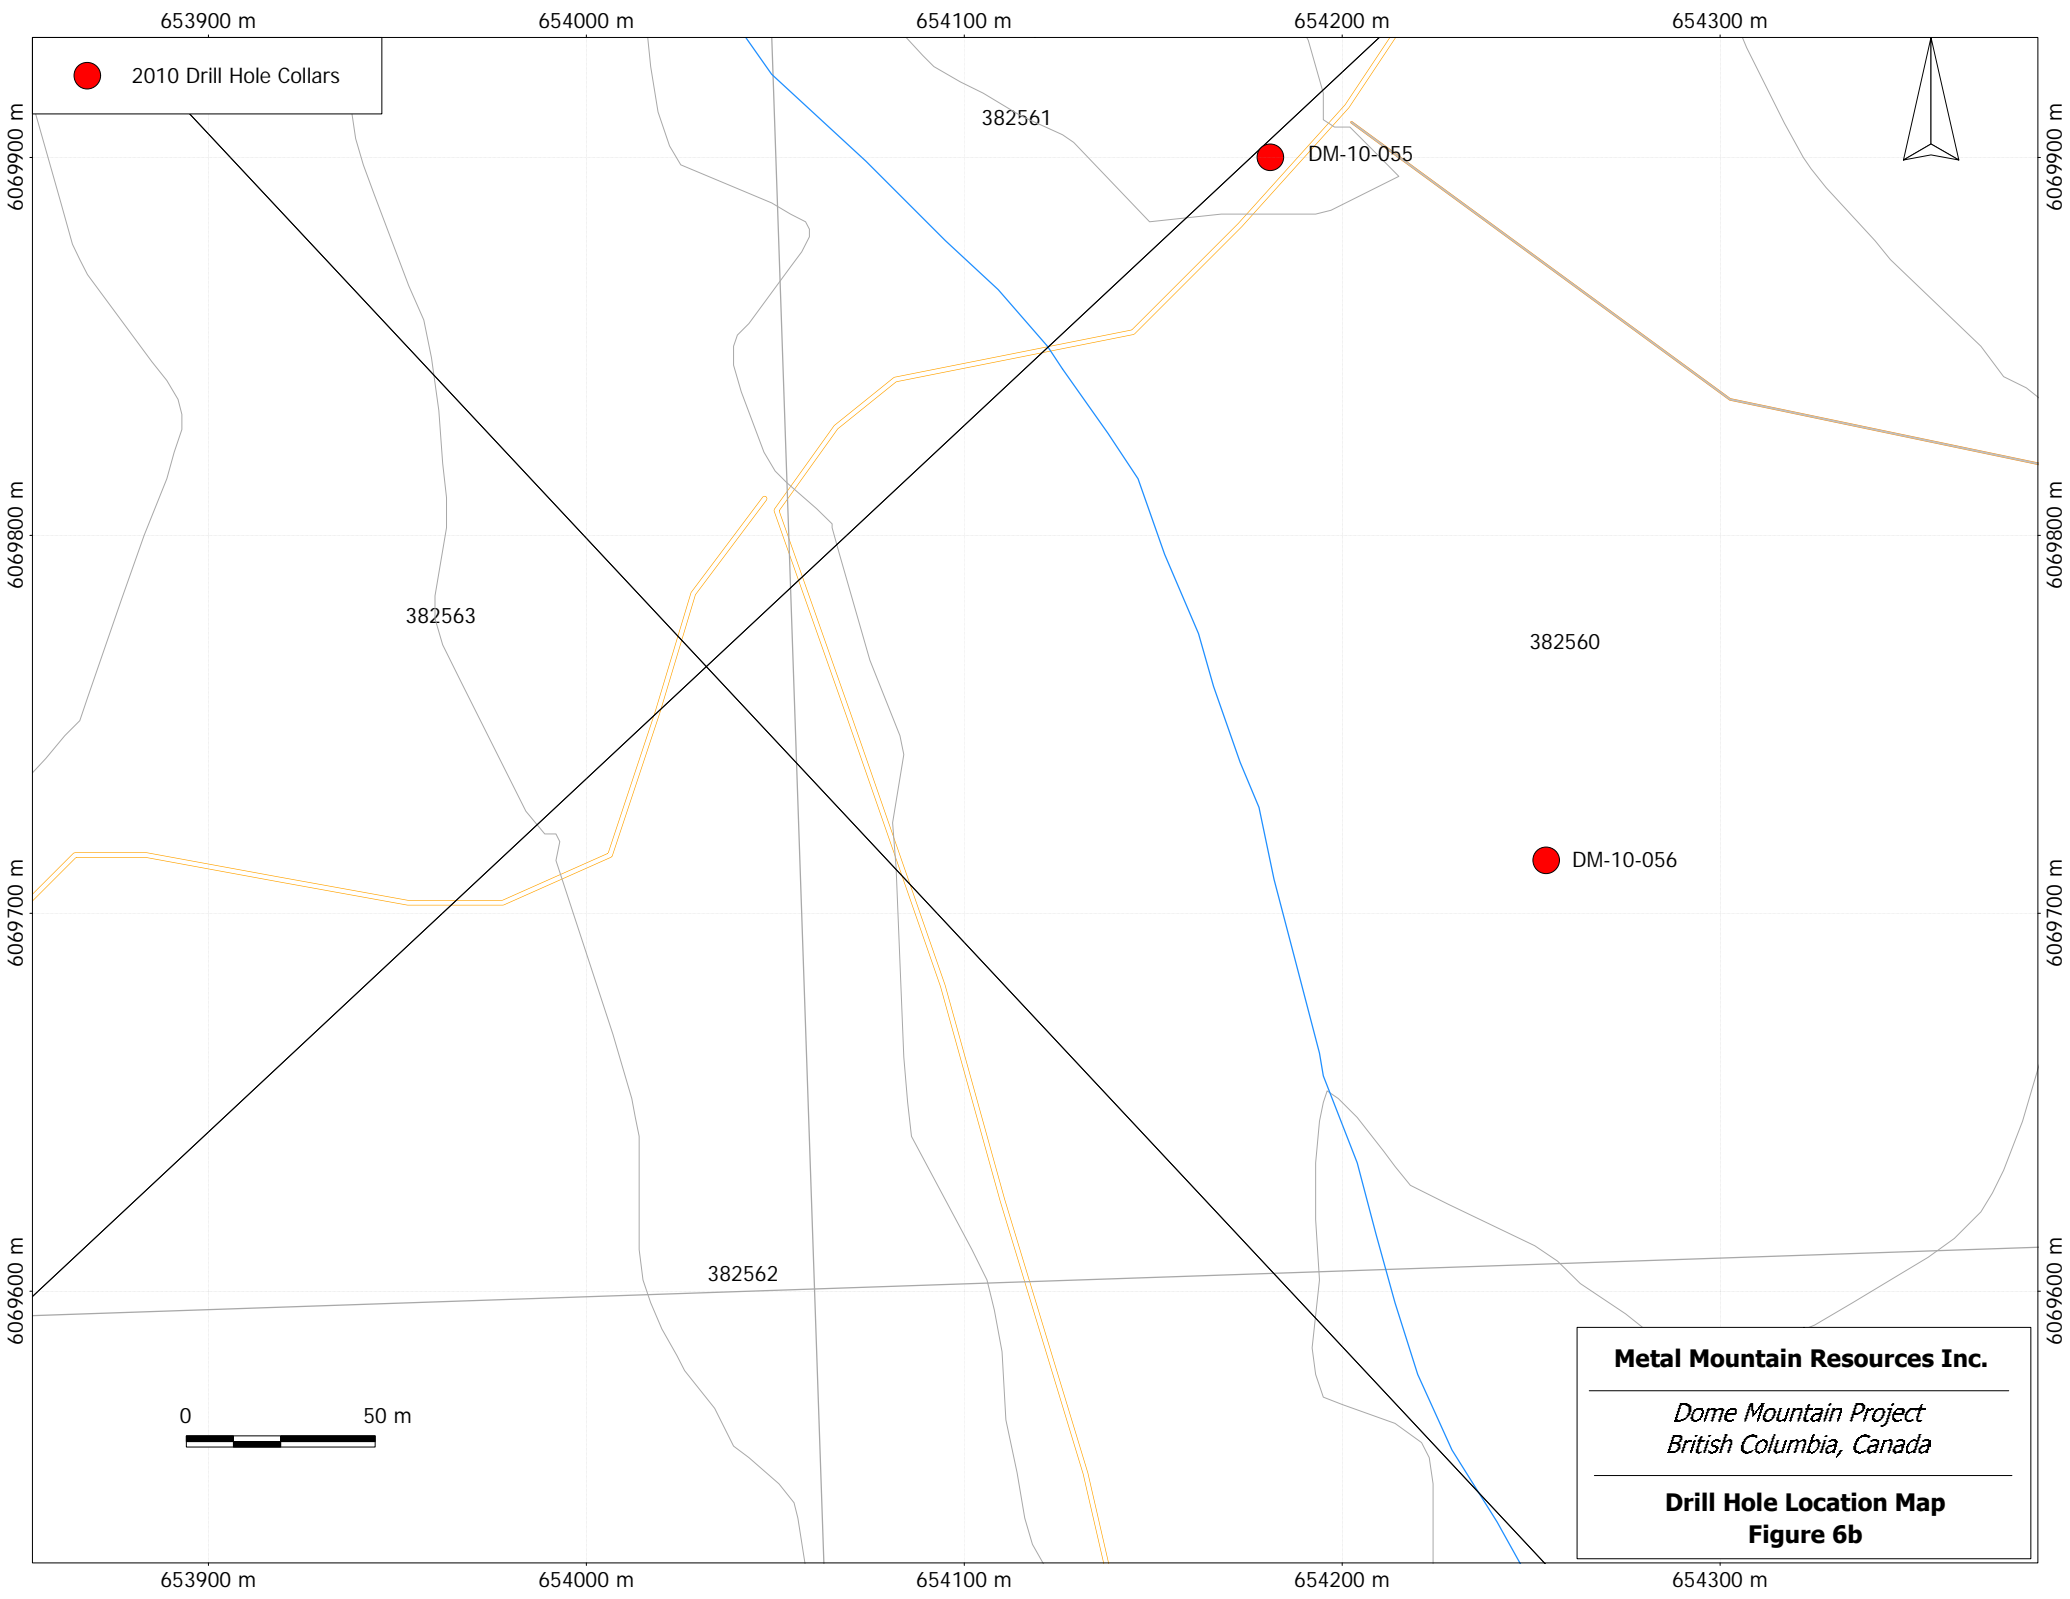 653900 m 654000 m 654100 m 654200 m 654300 m
2010 Drill Hole Collars
382561
DM-10-055
6069900 m
6069900 m
6069800 m
6069800 m
382563
382560
DM-10-056
6069700 m
6069700 m
382562
6069600 m
6069600 m
0 50 m
Metal Mountain Resources Inc.
Dome Mountain Project
British Columbia, Canada
Drill Hole Location Map
Figure 6b
653900 m 654000 m 654100 m 654200 m 654300 m